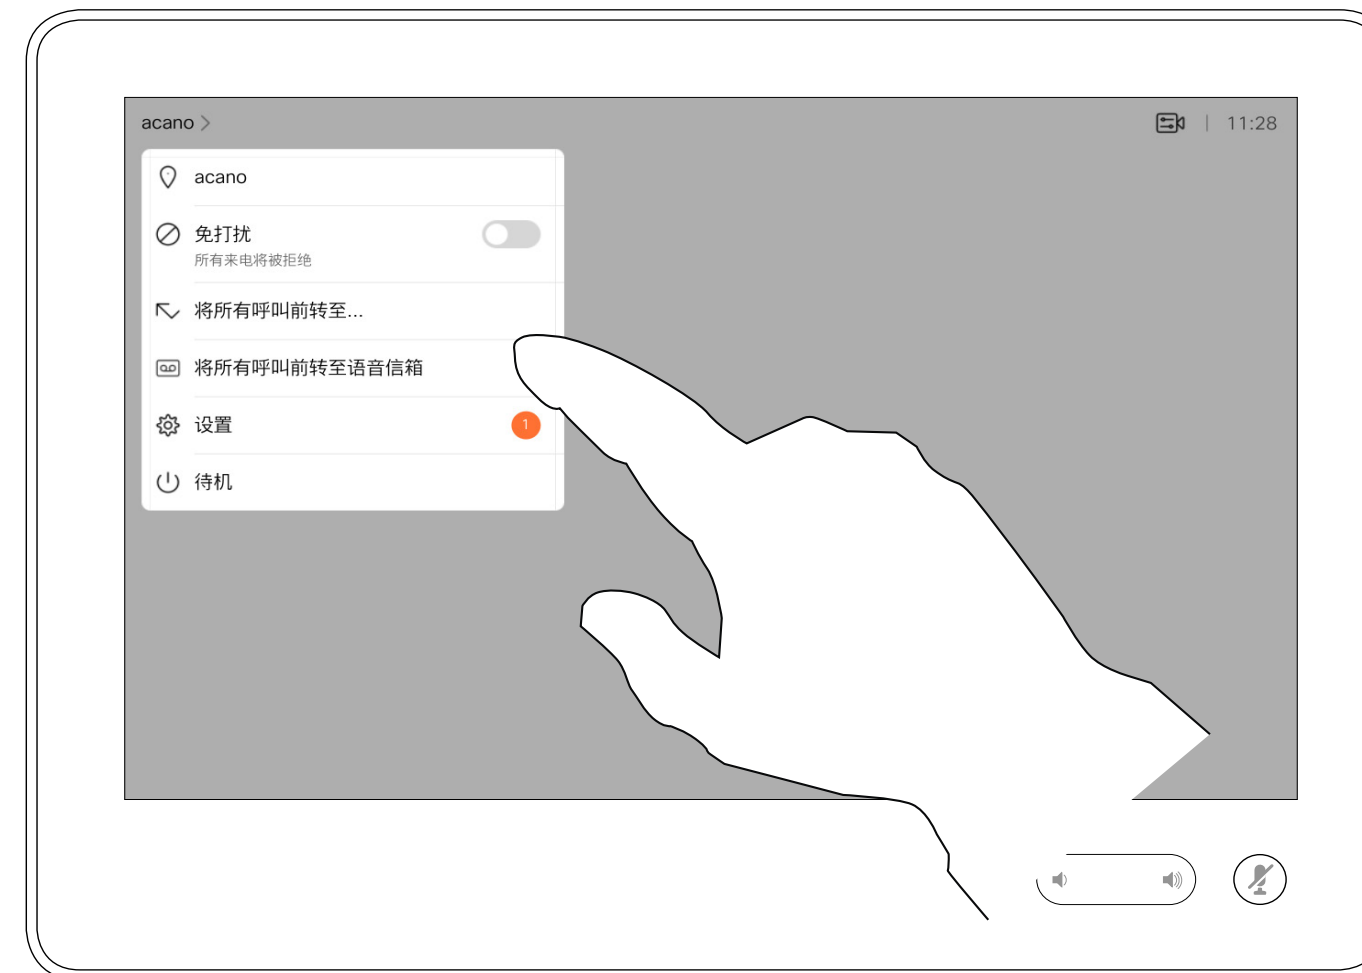 acano >
11:28
acano
免打扰
所有来电将被拒绝
将所有呼叫前转至...
将所有呼叫前转至语音信箱
设置
1
待机